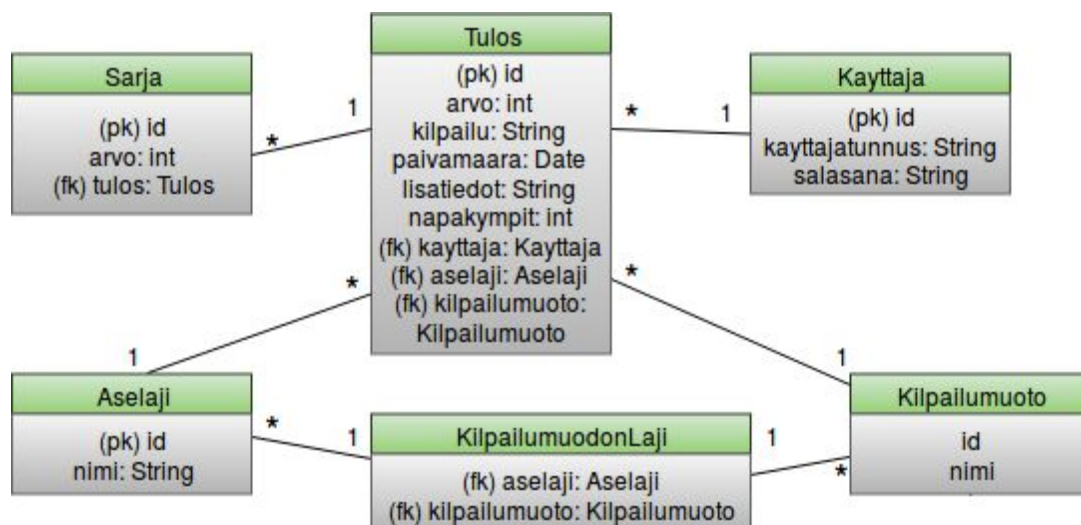 Sarja
(pk) id
arvo: int
(fk) tulos: Tulos
*
1
Tulos
(pk) id
arvo: int
kilpailu: String
paivamaara: Date
lisatiedot: String
napakympit: int
(fk) kayttaja: Kayttaja
(fk) aselaji: Aselaji
(fk) kilpailumuoto:
Kilpailumuoto
*
1
Kayttaja
(pk) id
kayttajatunnus: String
salasana: String
*
1
*
1
Aselaji
(pk) id
nimi: String
*
1
KilpailumuodonLaji
(fk) aselaji: Aselaji
(fk) kilpailumuoto: Kilpailumuoto
1
*
Kilpailumuoto
id
nimi